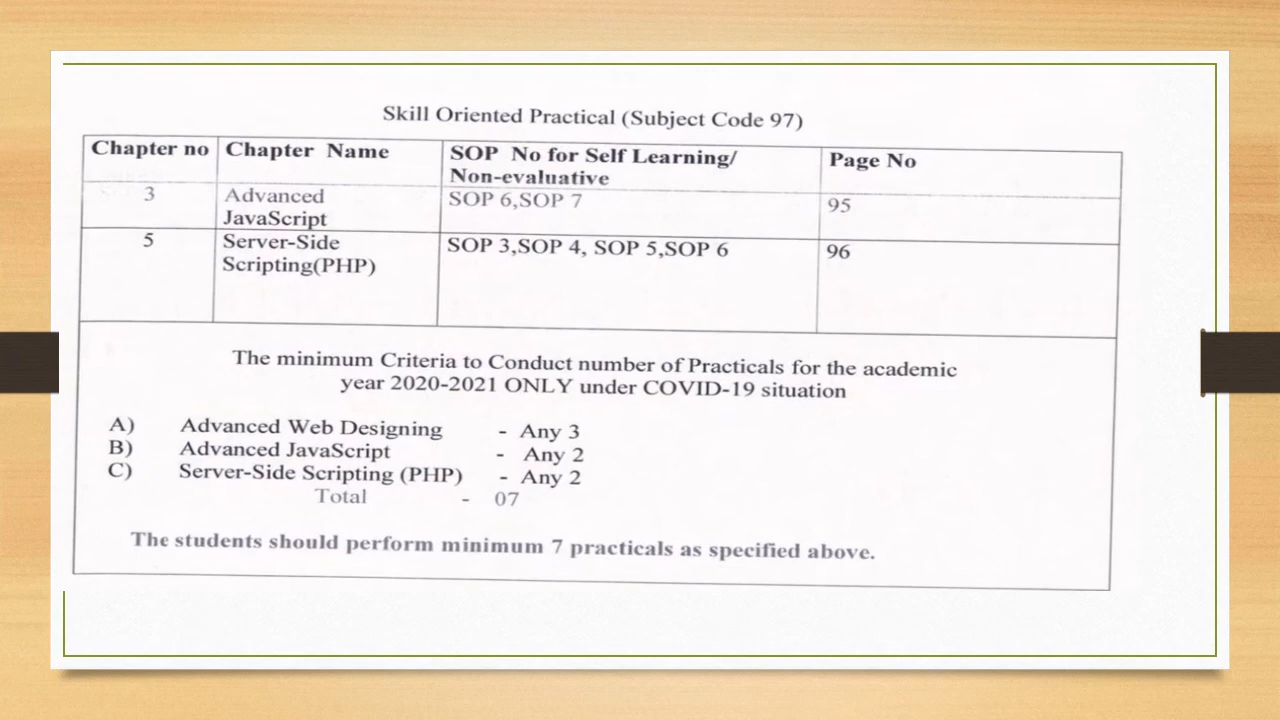 Skill Oriented Practical (Subject Code 97)
Chapter no Chapter Name SOP No for Self Learning/ Page No
Non-evaluative
3 Advanced SOP 6,SOP 7 95
JavaScript
5 Server-Side SOP 3,SOP 4, SOP 5,SOP 6 96
Scripting(PHP)
The minimum Criteria to Conduct number of Practicals for the academic
year 2020-2021 ONLY under COVID-19 situation
A) Advanced Web Designing - Any 3
B) Advanced JavaScript - Any 2
C) Server-Side Scripting (PHP) - Any 2
Total - 07
The students should perform minimum 7 practicals as specified above.